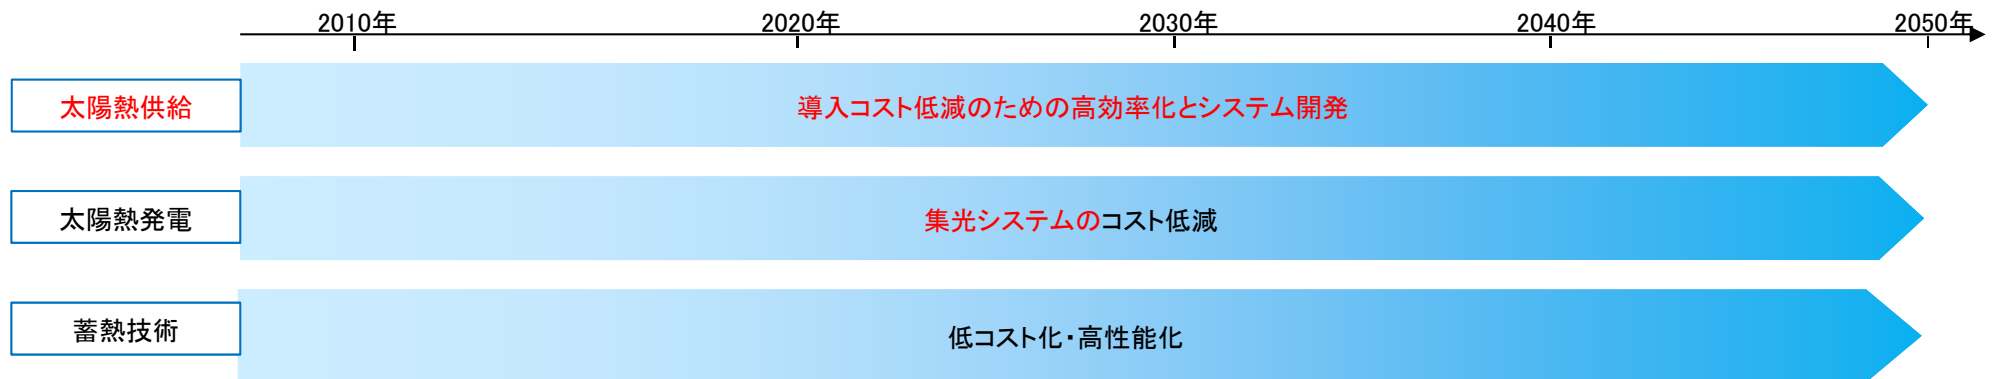 2010年 2020年 2030年 2040年 2050年
太陽熱供給 導入コスト低減のための高効率化とシステム開発
太陽熱発電 集光システムのコスト低減
蓄熱技術 低コスト化・高性能化